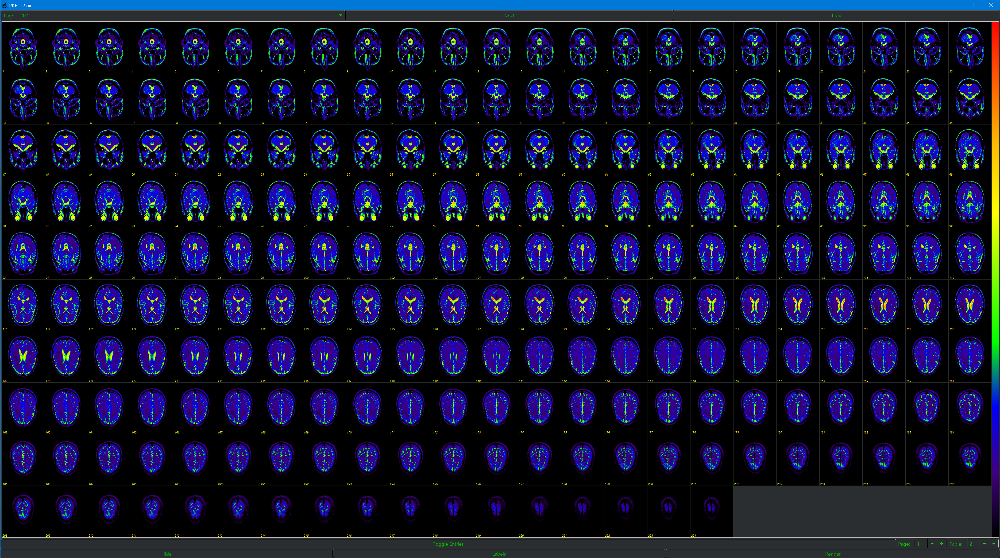 PKR_T2.nii
Page: 1/1 Next Prev
1 2 3 4 5 6 7 8 9 10 11 12 13 14 15 16 17 18 19 20 21 22 23
24 25 26 27 28 29 30 31 32 33 34 35 36 37 38 39 40 41 42 43 44 45 46
47 48 49 50 51 52 53 54 55 56 57 58 59 60 61 62 63 64 65 66 67 68 69
70 71 72 73 74 75 76 77 78 79 80 81 82 83 84 85 86 87 88 89 90 91 92
93 94 95 96 97 98 99 100 101 102 103 104 105 106 107 108 109 110 111 112 113 114 115
116 117 118 119 120 121 122 123 124 125 126 127 128 129 130 131 132 133 134 135 136 137 138
139 140 141 142 143 144 145 146 147 148 149 150 151 152 153 154 155 156 157 158 159 160 161
162 163 164 165 166 167 168 169 170 171 172 173 174 175 176 177 178 179 180 181 182 183 184
185 186 187 188 189 190 191 192 193 194 195 196 197 198 199 200 201 202 203 204 205 206 207
208 209 210 211 212 213 214 215 216 217 218 219 220 221 222 223 224
Toggle Entries Page: 1 - + Table: 2 - +
Hide Labels Render